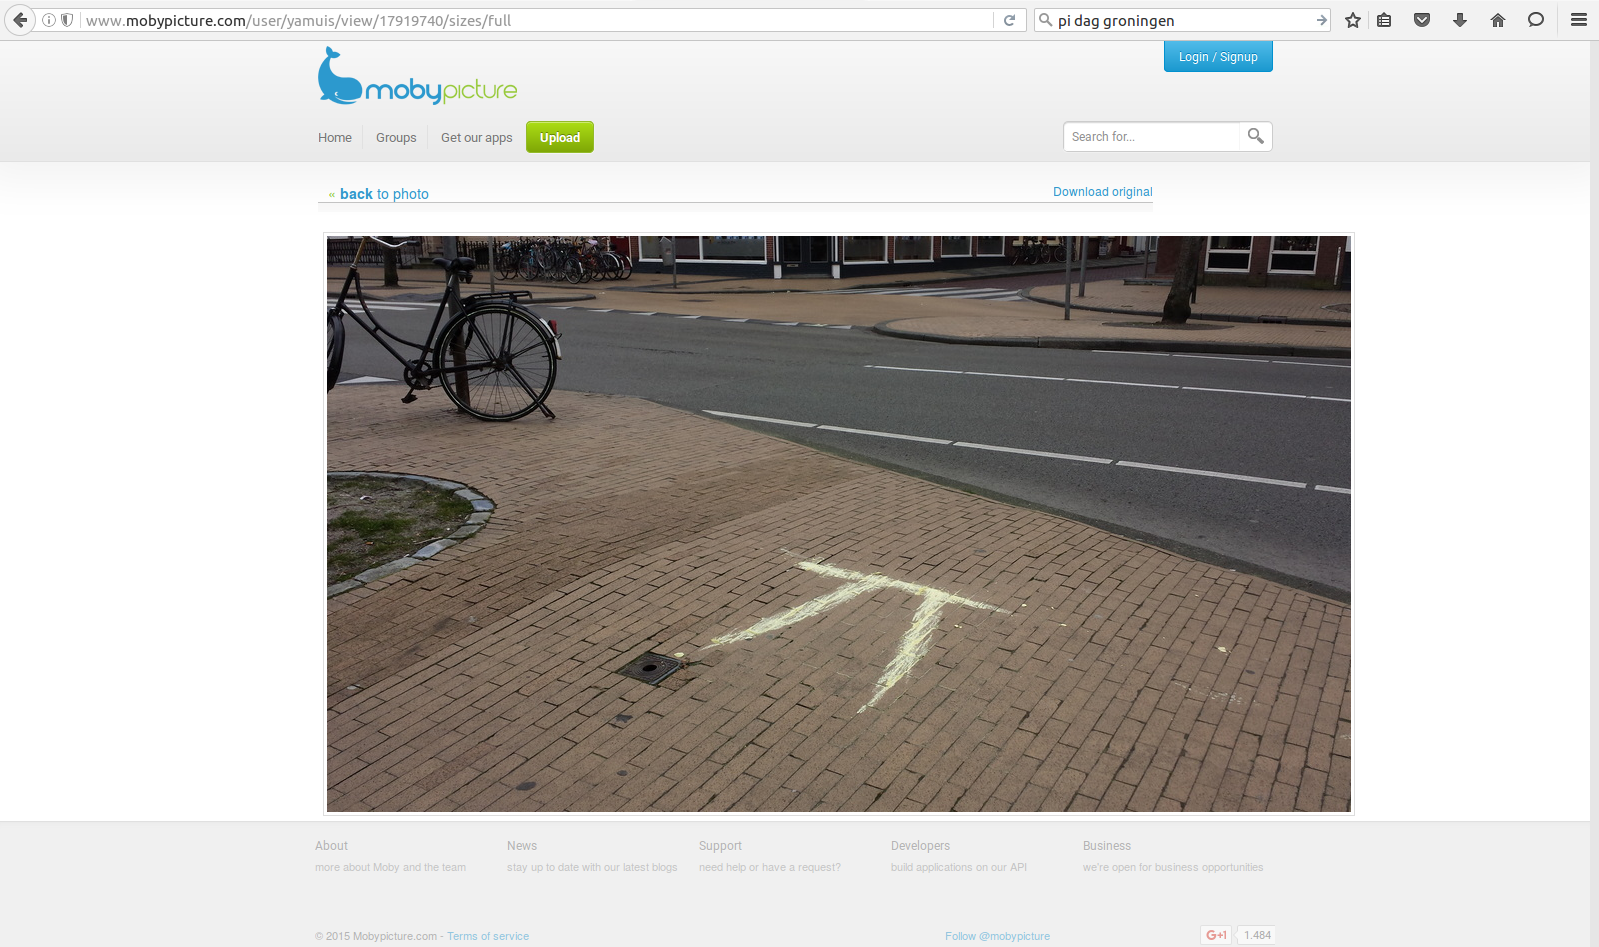 www.mobypicture.com/user/yamuis/view/17919740/sizes/full
pi dag groningen
Login / Signup
mobypicture
Home
Groups
Get our apps
Upload
Search for...
« back to photo
Download original
π
About
News
Support
Developers
Business
more about Moby and the team
stay up to date with our latest blogs
need help or have a request?
build applications on our API
we're open for business opportunities
© 2015 Mobypicture.com - Terms of service
Follow @mobypicture
G+1
1.484